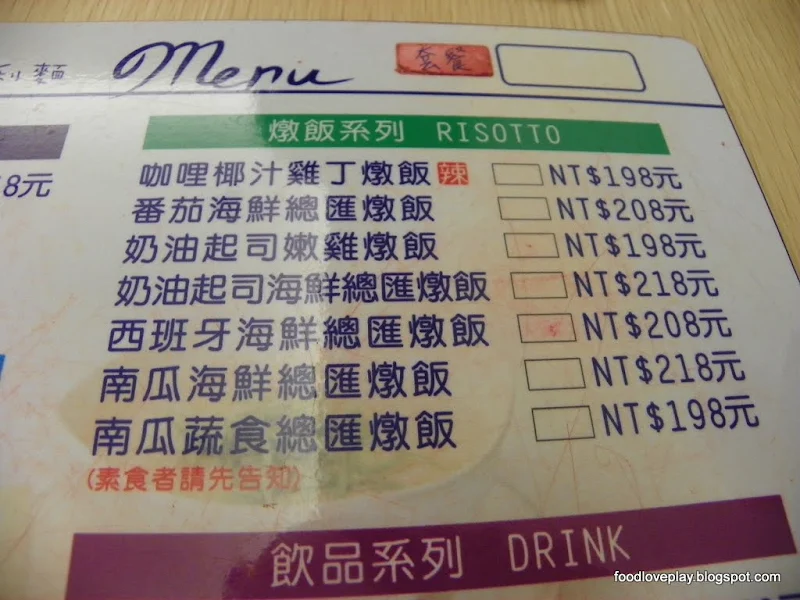 麵
Menu
套餐
8元
燉飯系列 RISOTTO
咖哩椰汁雞丁燉飯 辣 NT$198元
番茄海鮮總匯燉飯 NT$208元
奶油起司嫩雞燉飯 NT$198元
奶油起司海鮮總匯燉飯 NT$218元
西班牙海鮮總匯燉飯 NT$208元
南瓜海鮮總匯燉飯 NT$218元
南瓜蔬食總匯燉飯 NT$198元
(素食者請先告知)
飲品系列 DRINK
foodloveplay.blogspot.com